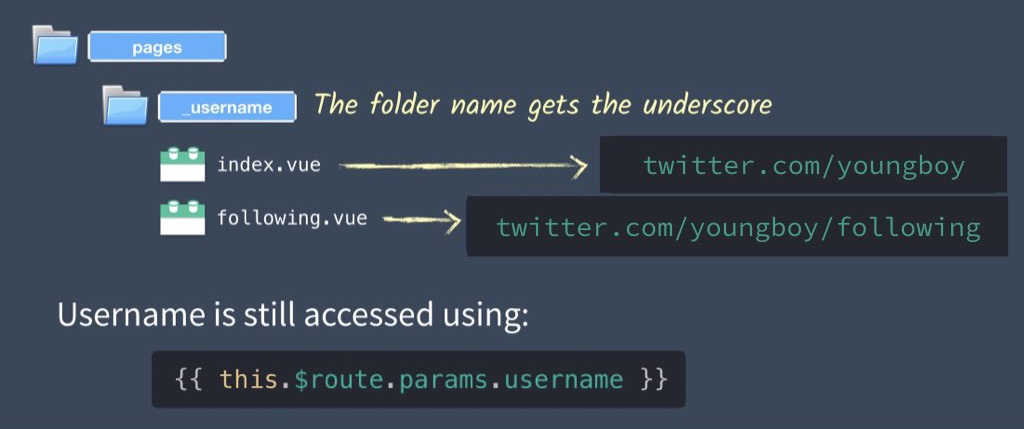 pages
_username The folder name gets the underscore
index.vue twitter.com/youngboy
following.vue twitter.com/youngboy/following
Username is still accessed using:
{{ this.$route.params.username }}